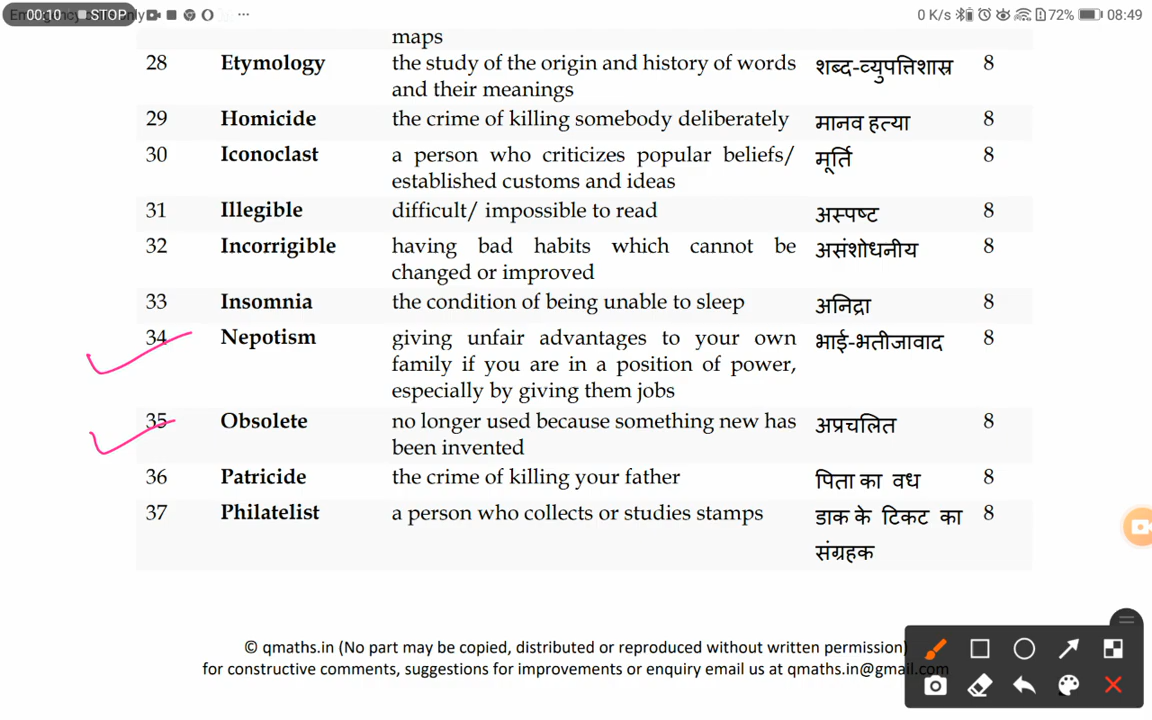 Emergency calls only 00:10 STOP ... 0 K/s 72% 08:49
maps
28 Etymology the study of the origin and history of words शब्द-व्युपत्तिशास्र 8
and their meanings
29 Homicide the crime of killing somebody deliberately मानव हत्या 8
30 Iconoclast a person who criticizes popular beliefs/ मूर्ति 8
established customs and ideas
31 Illegible difficult/ impossible to read अस्पष्ट 8
32 Incorrigible having bad habits which cannot be असंशोधनीय 8
changed or improved
33 Insomnia the condition of being unable to sleep अनिद्रा 8
34 Nepotism giving unfair advantages to your own भाई-भतीजावाद 8
family if you are in a position of power,
especially by giving them jobs
35 Obsolete no longer used because something new has अप्रचलित 8
been invented
36 Patricide the crime of killing your father पिता का वध 8
37 Philatelist a person who collects or studies stamps डाक के टिकट का 8
संग्रहक
© qmaths.in (No part may be copied, distributed or reproduced without written permission)
for constructive comments, suggestions for improvements or enquiry email us at qmaths.in@gmail.com